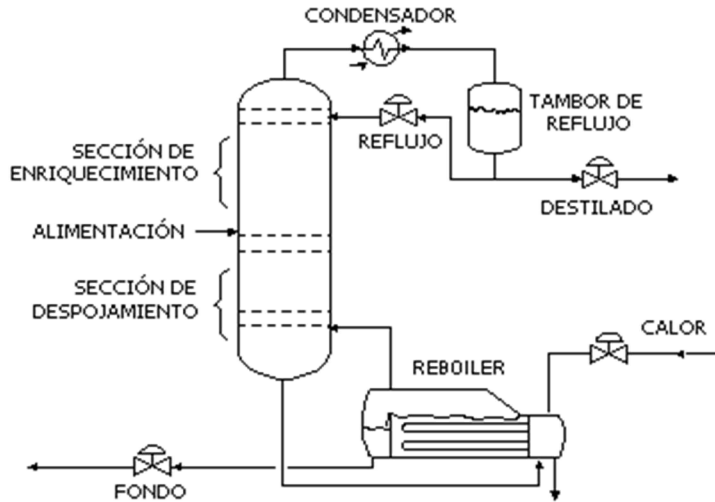 CONDENSADOR
TAMBOR DE
REFLUJO
REFLUJO
SECCIÓN DE
ENRIQUECIMIENTO
DESTILADO
ALIMENTACIÓN
SECCIÓN DE
DESPOJAMIENTO
CALOR
REBOILER
FONDO